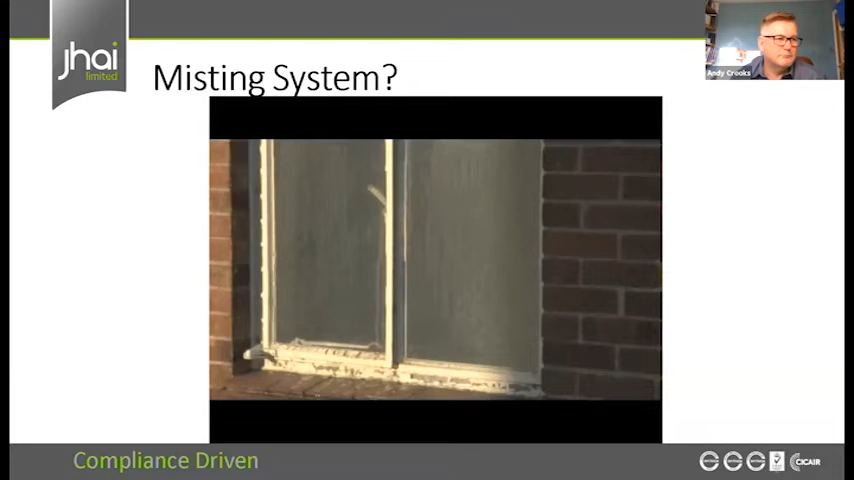 jhai
limited
Misting System?
Andy Crooks
Compliance Driven
CICAIR